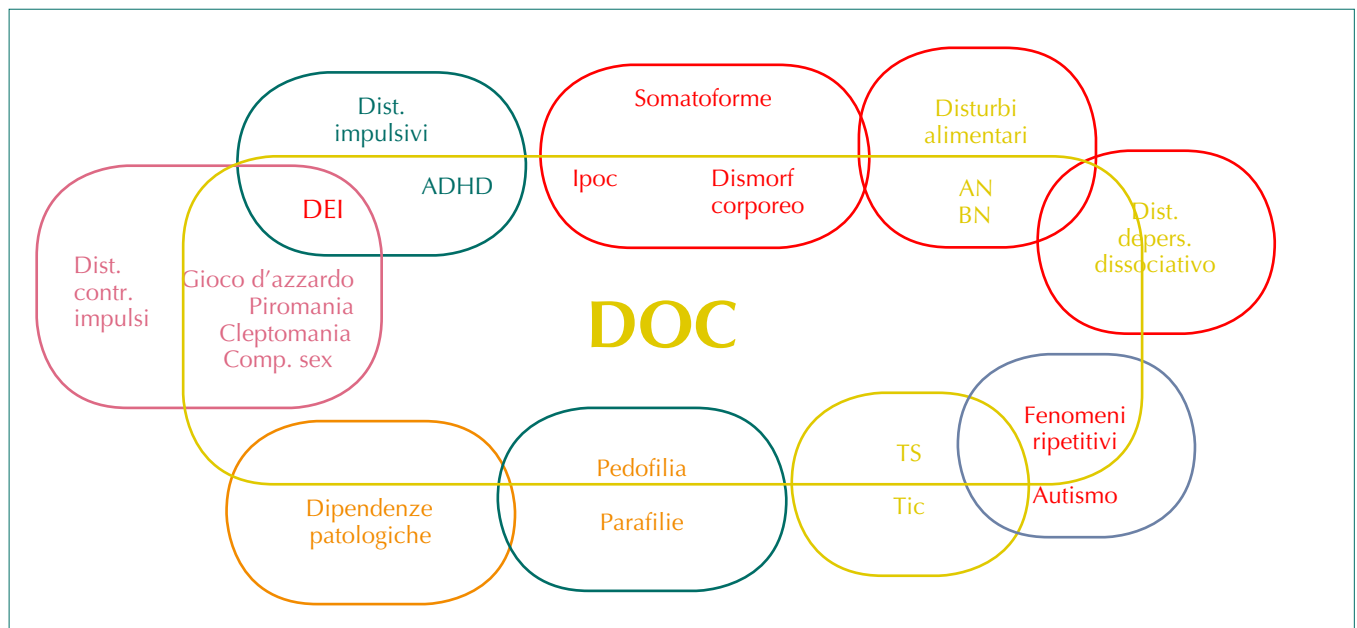 Dist.
impulsivi
ADHD
DEI
Somatoforme
Ipoc
Dismorf
corporeo
Disturbi
alimentari
AN
BN
Dist.
depers.
dissociativo
Dist.
contr.
impulsi
Gioco d'azzardo
Piromania
Cleptomania
Comp. sex
DOC
Dipendenze
patologiche
Pedofilia
Parafilie
TS
Tic
Fenomeni
ripetitivi
Autismo